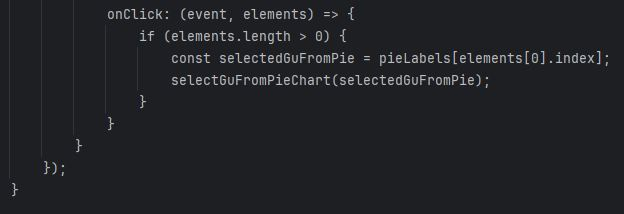 onClick: (event, elements) => {
if (elements.length > 0) {
const selectedGuFromPie = pieLabels[elements[0].index];
selectGuFromPieChart(selectedGuFromPie);
}
}
}
});
}